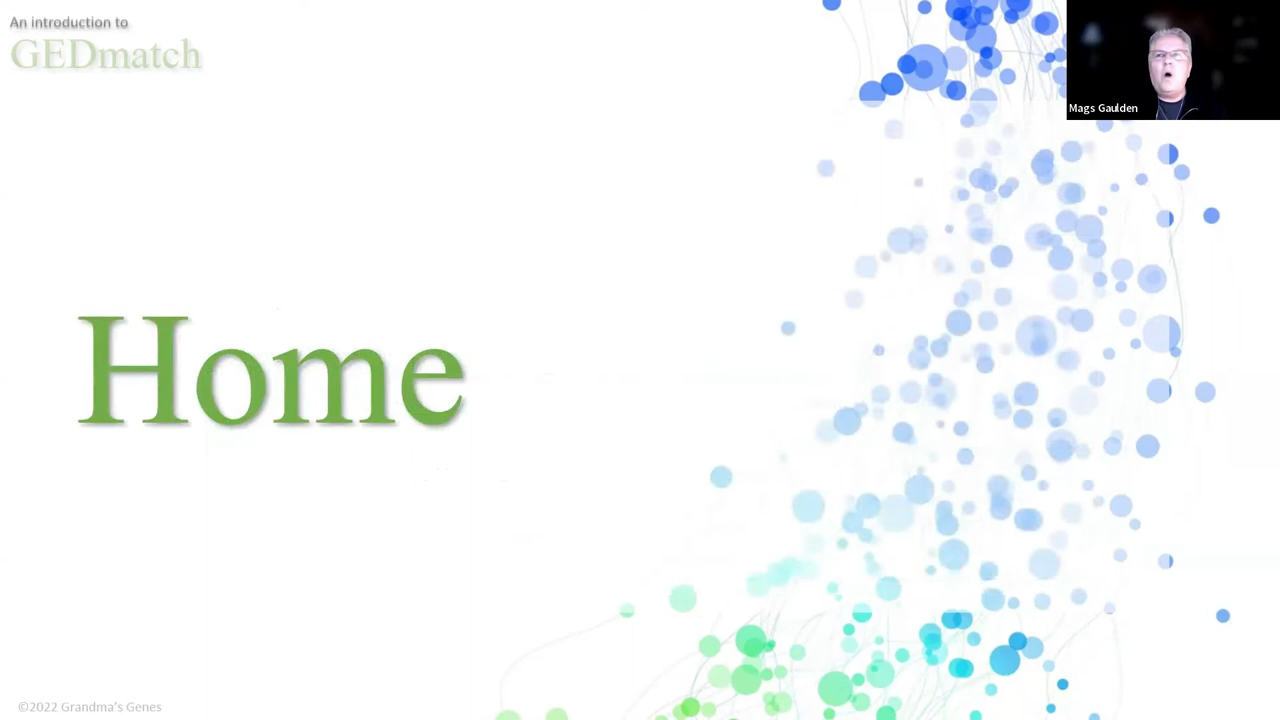 An introduction to
GEDmatch
Mags Gaulden
Home
©2022 Grandma's Genes